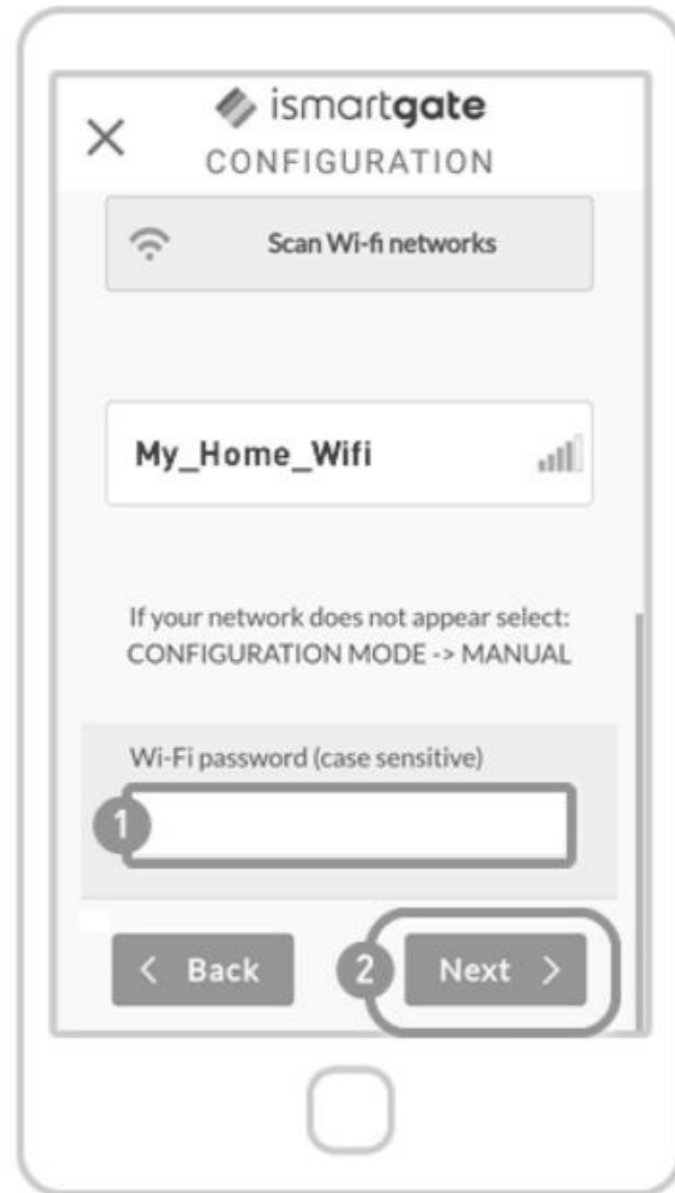 ismartgate
CONFIGURATION
Scan Wi-fi networks
My_Home_Wifi
If your network does not appear select:
CONFIGURATION MODE -> MANUAL
Wi-Fi password (case sensitive)
1
< Back
2
Next >